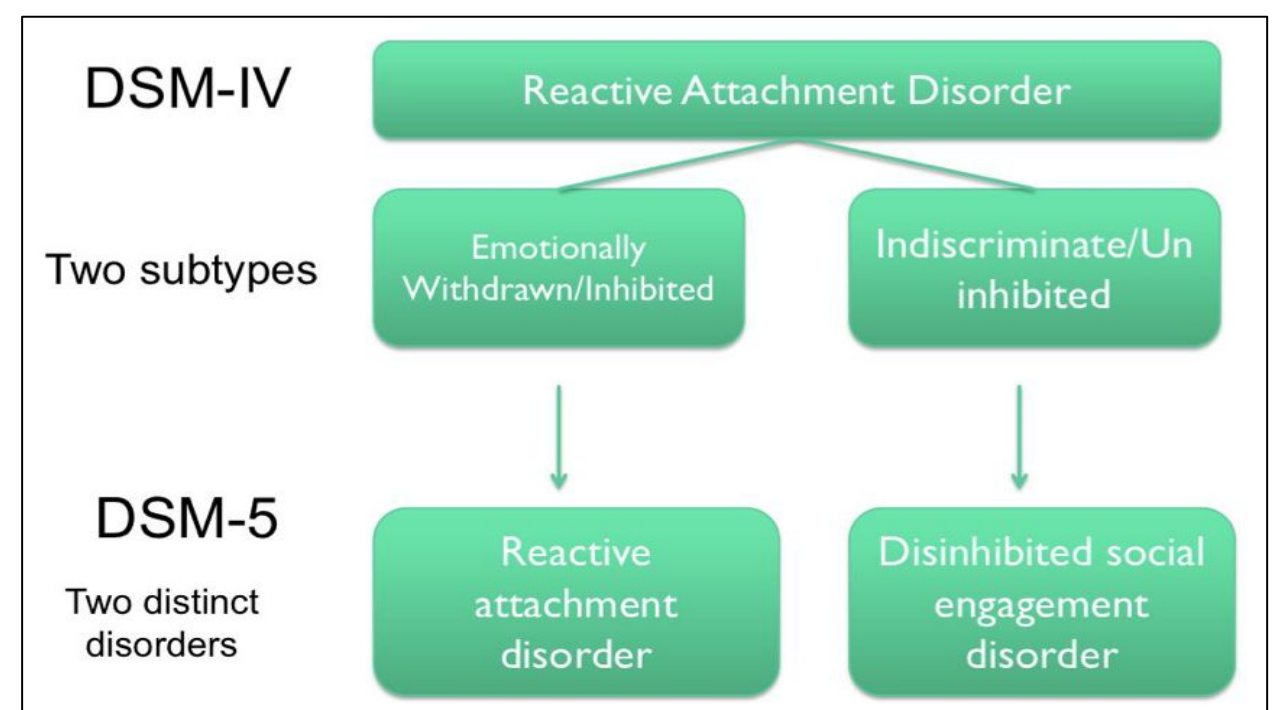 DSM-IV
Reactive Attachment Disorder
Two subtypes
Emotionally
Withdrawn/Inhibited
Indiscriminate/Un
inhibited
DSM-5
Two distinct
disorders
Reactive
attachment
disorder
Disinhibited social
engagement
disorder